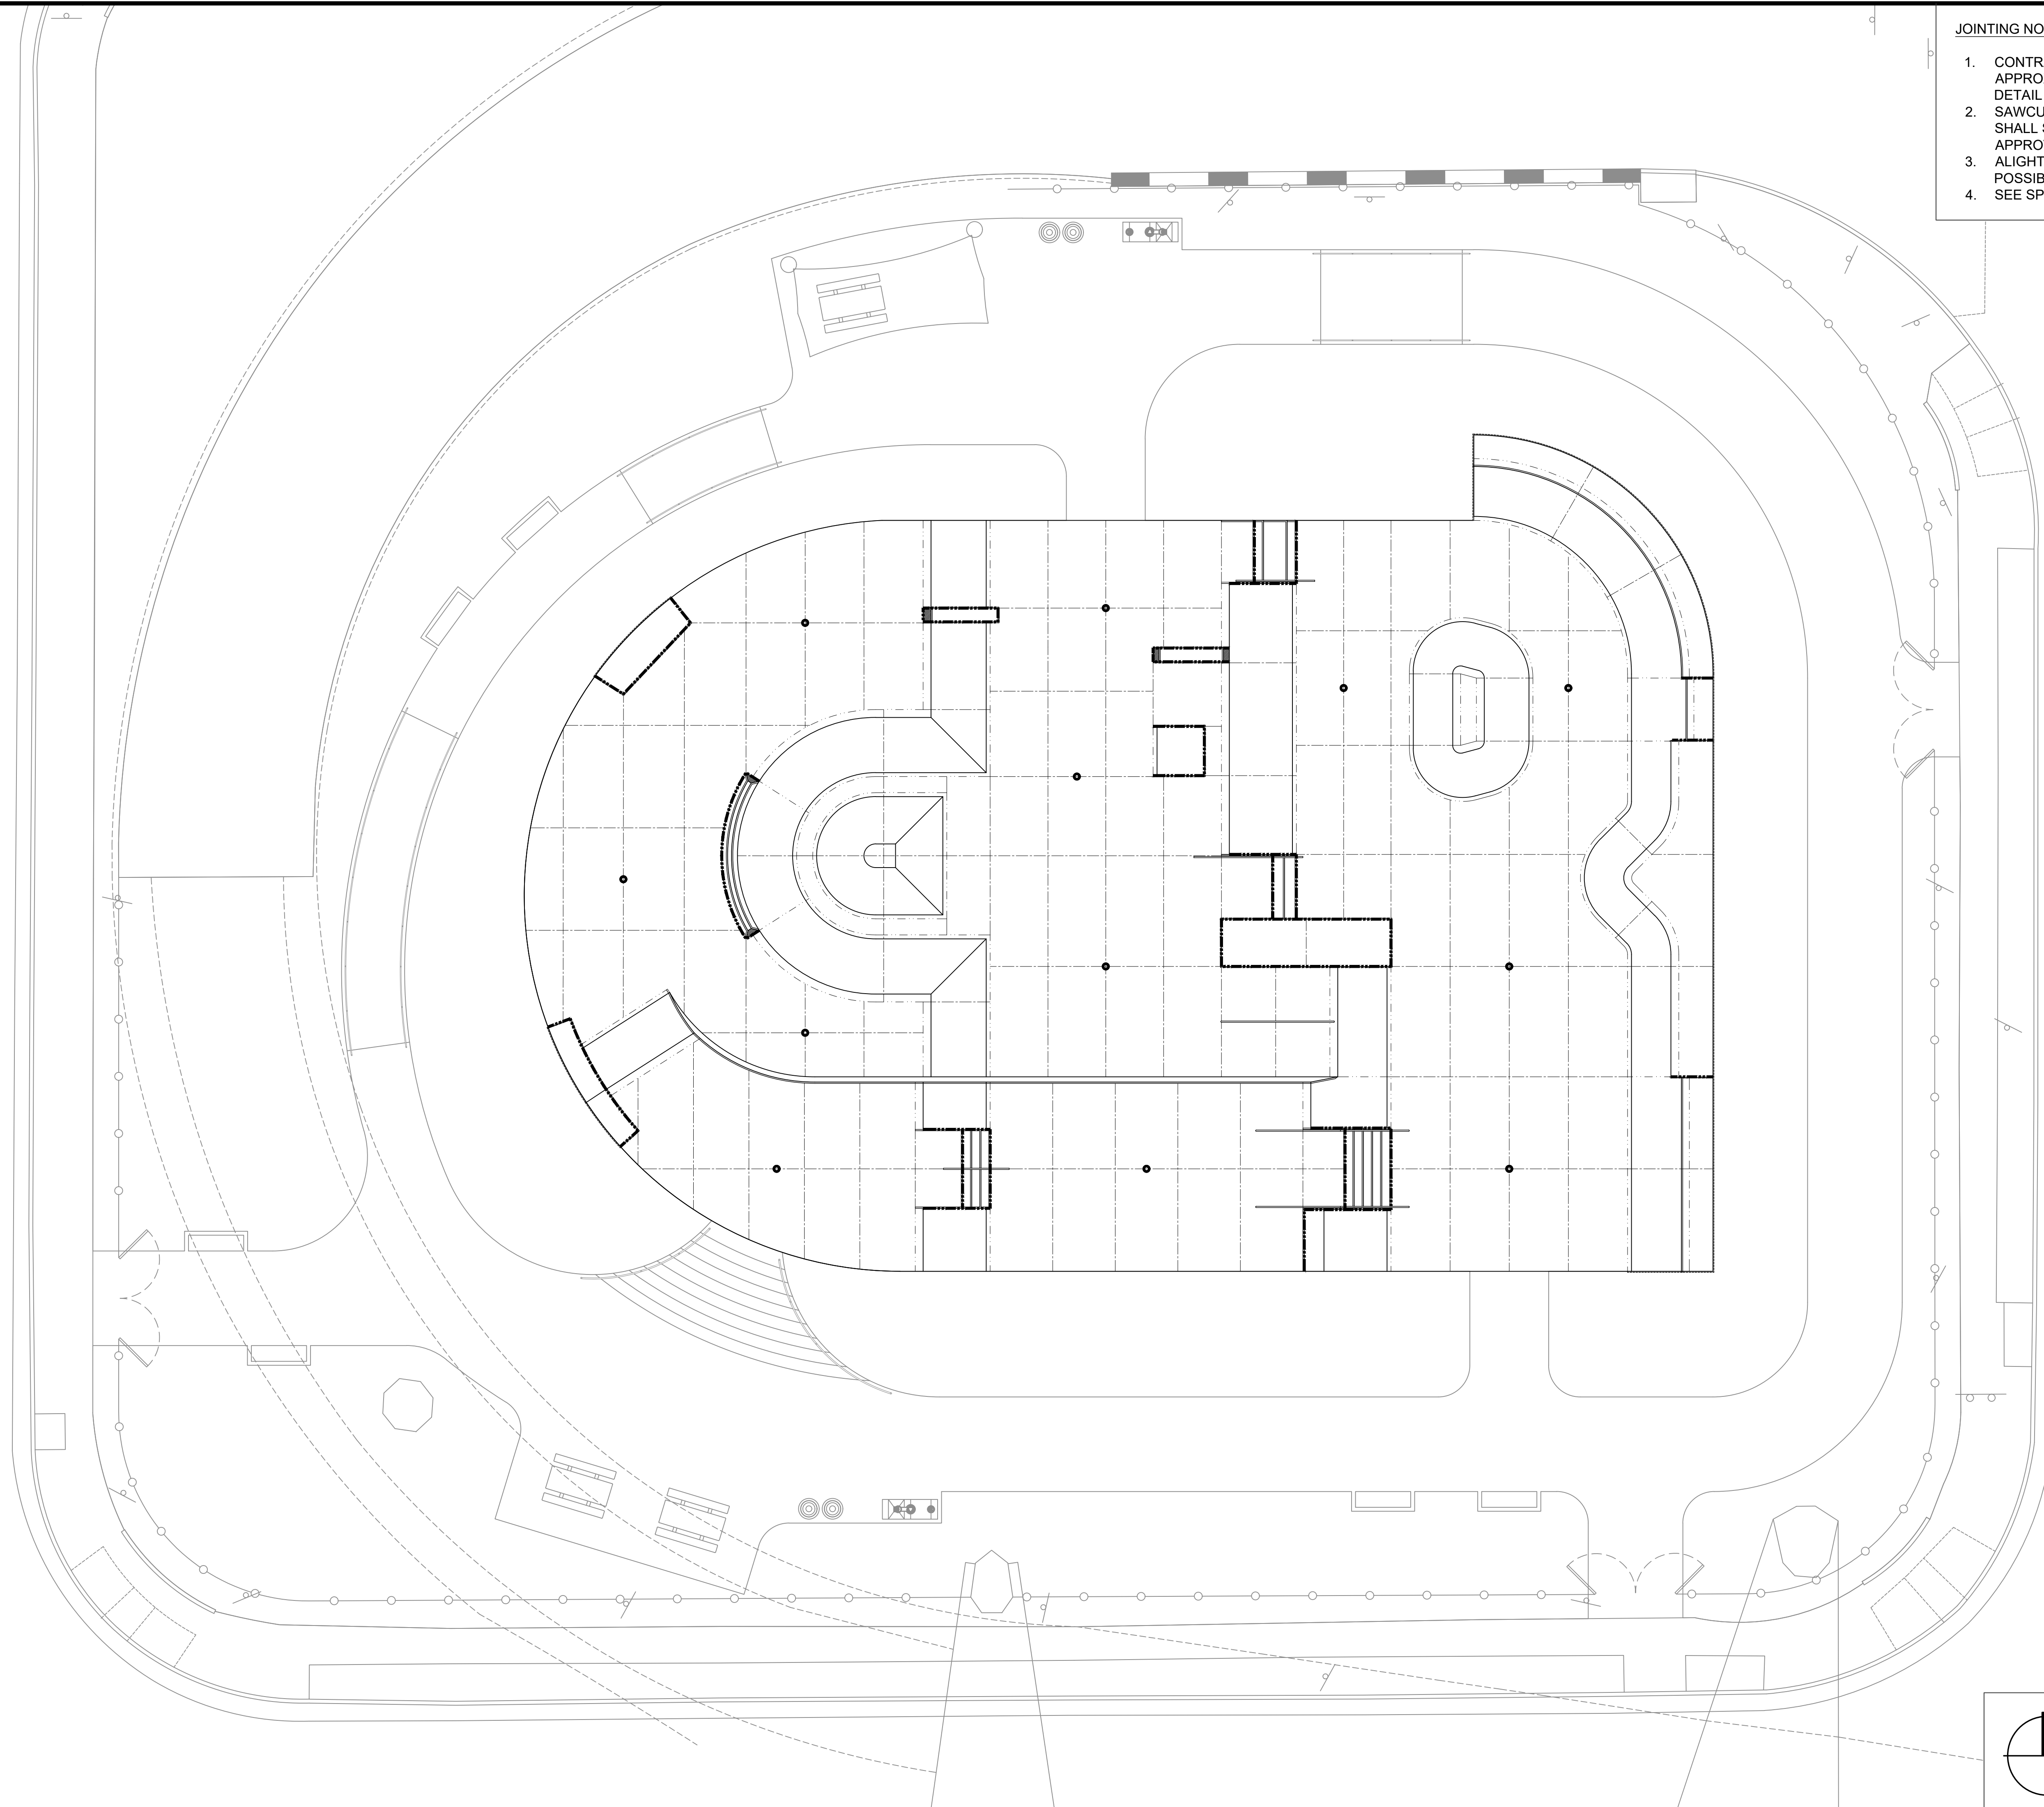 JOINTING NO
1. CONTR
APPRO
DETAIL
2. SAWCU
SHALL
APPRO
3. ALIGHT
POSSIB
4. SEE SP